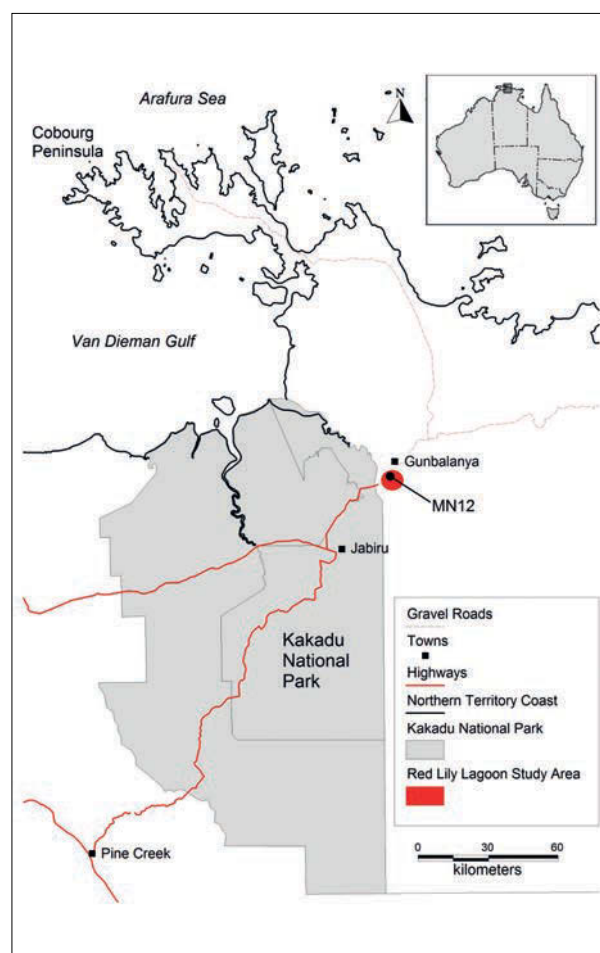 Arafura Sea
N
Cobourg
Peninsula
Van Dieman Gulf
Gunbalanya
MN12
Jabiru
Kakadu
National
Park
Pine Creek
Gravel Roads
Towns
Highways
Northern Territory Coast
Kakadu National Park
Red Lily Lagoon Study Area
0 30 60
kilometers